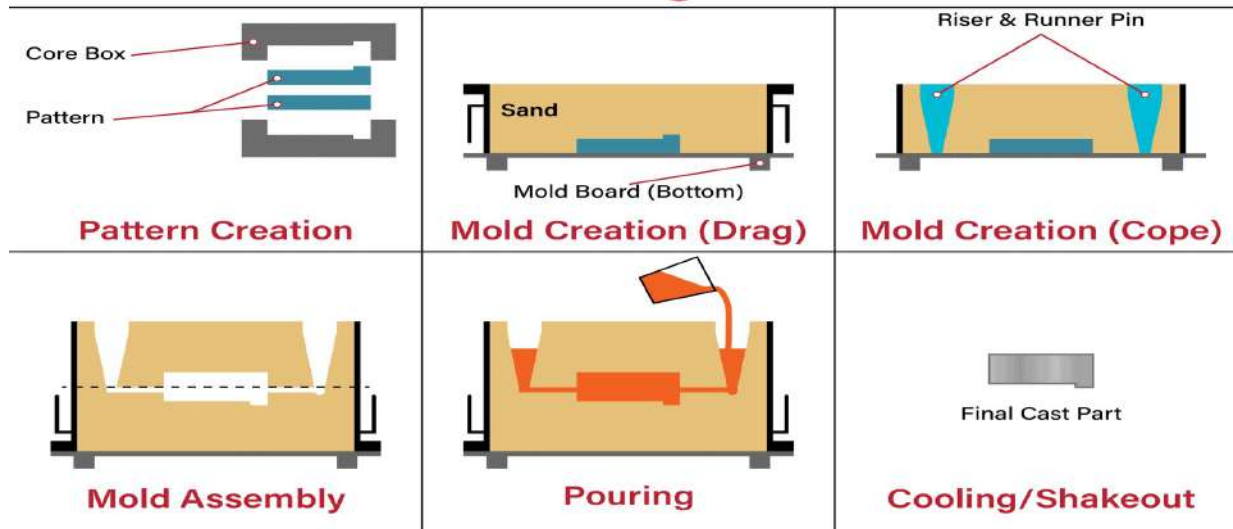 Core Box
Pattern
Pattern Creation
Sand
Mold Board (Bottom)
Mold Creation (Drag)
Riser & Runner Pin
Mold Creation (Cope)
Mold Assembly
Pouring
Final Cast Part
Cooling/Shakeout